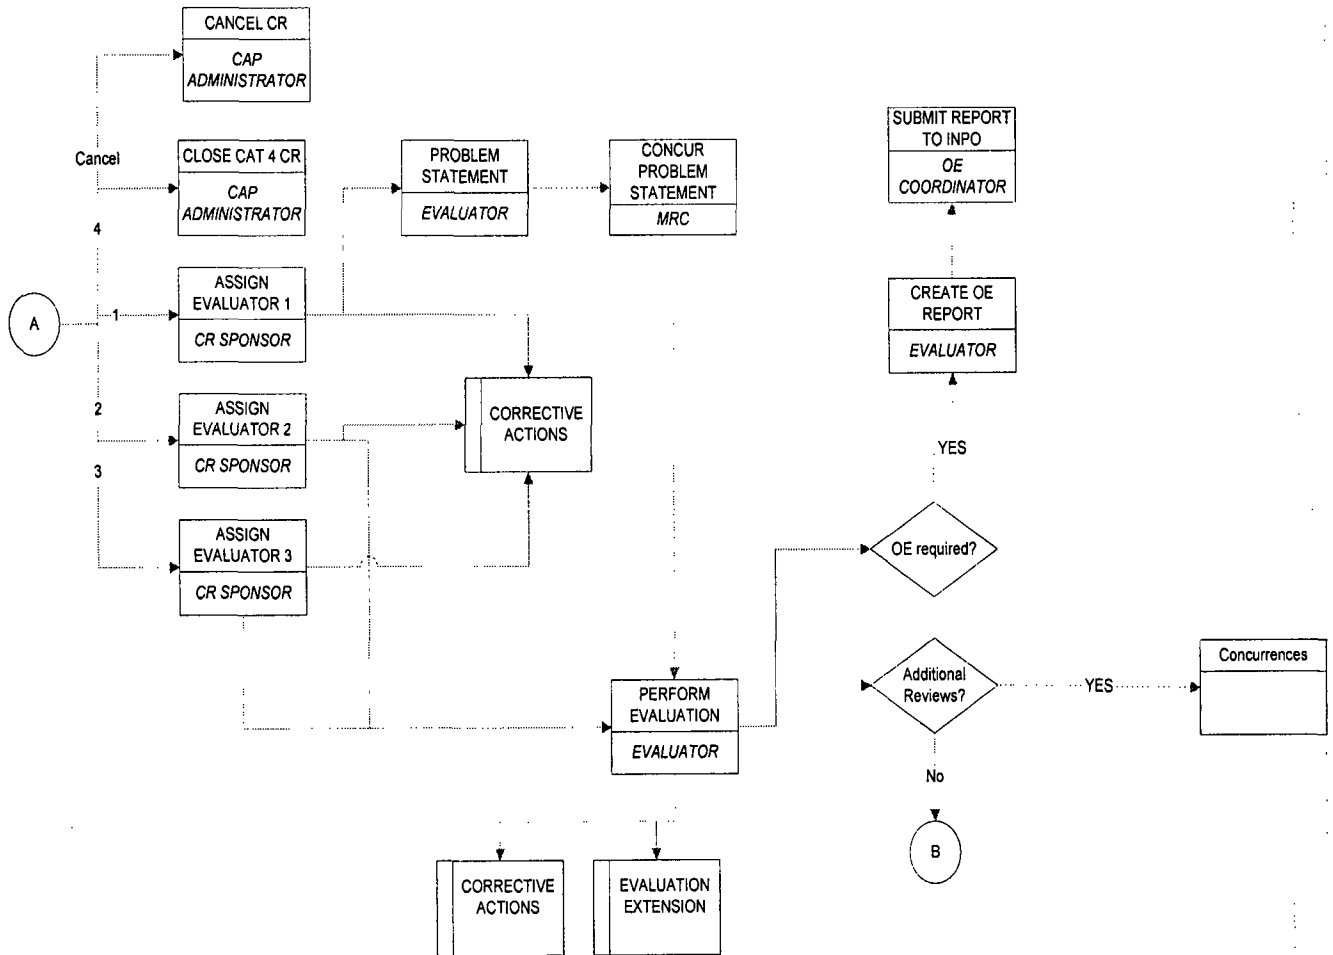 CANCEL CR
CAP
ADMINISTRATOR
Cancel
CLOSE CAT 4 CR
CAP
ADMINISTRATOR
4
PROBLEM
STATEMENT
EVALUATOR
CONCUR
PROBLEM
STATEMENT
MRC
SUBMIT REPORT
TO INPO
OE
COORDINATOR
A
1
ASSIGN
EVALUATOR 1
CR SPONSOR
CREATE OE
REPORT
EVALUATOR
2
ASSIGN
EVALUATOR 2
CR SPONSOR
CORRECTIVE
ACTIONS
YES
3
ASSIGN
EVALUATOR 3
CR SPONSOR
OE required?
PERFORM
EVALUATION
EVALUATOR
Additional
Reviews?
YES
Concurrences
No
B
CORRECTIVE
ACTIONS
EVALUATION
EXTENSION